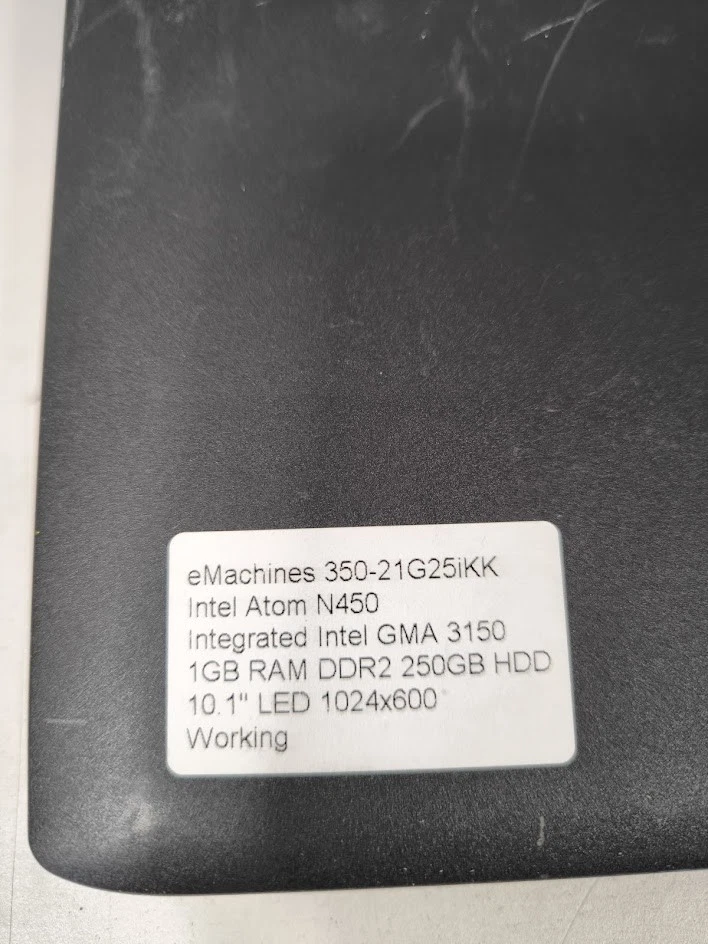 eMachines 350-21G25iKK
Intel Atom N450
Integrated Intel GMA 3150
1GB RAM DDR2 250GB HDD
10.1" LED 1024x600
Working